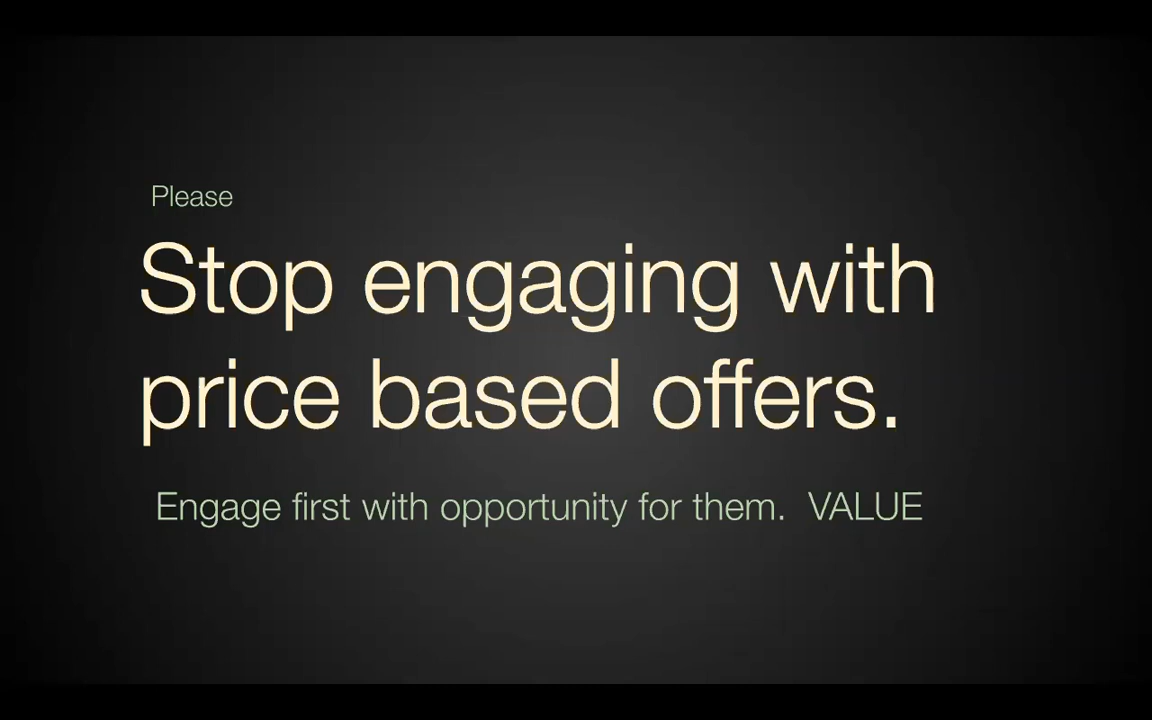 Please
Stop engaging with
price based offers.
Engage first with opportunity for them. VALUE